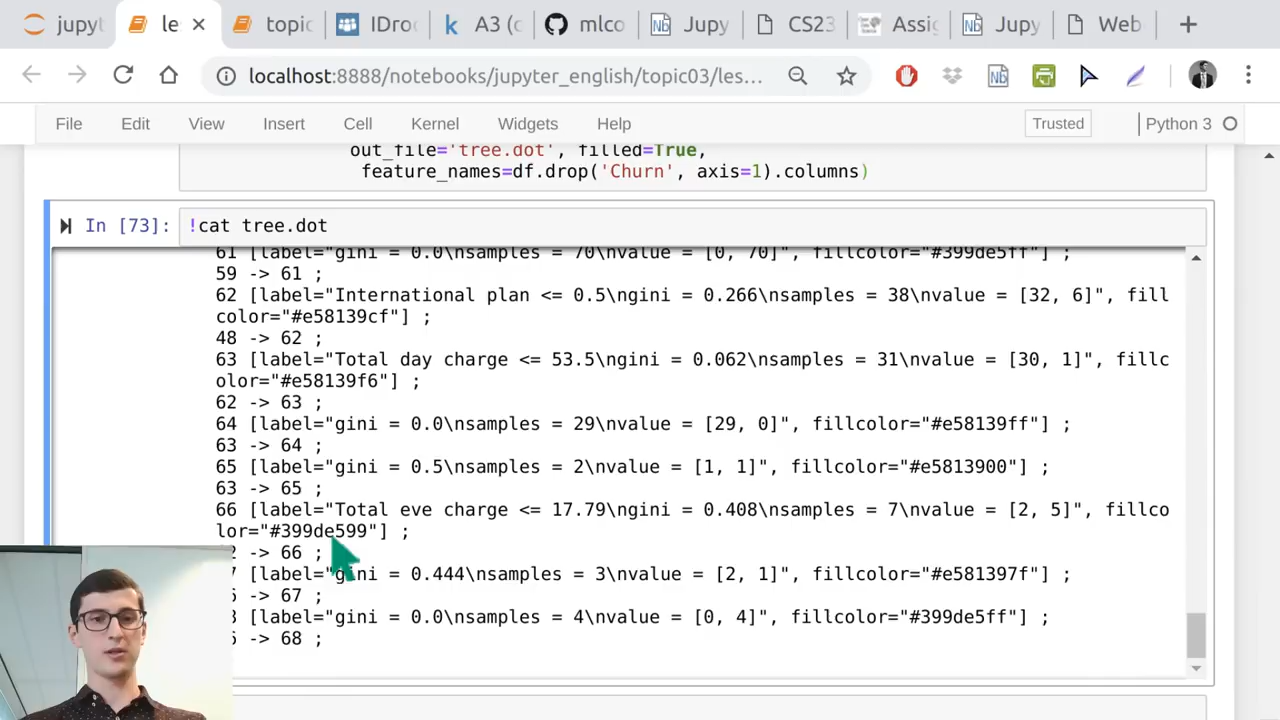 jupyt
le
topic
IDroo
A3 (c
mlco
Jupy
CS23
Assig
Jupy
Web
localhost:8888/notebooks/jupyter_english/topic03/les...
File Edit View Insert Cell Kernel Widgets Help
Trusted
Python 3
out_file='tree.dot', filled=True,
feature_names=df.drop('Churn', axis=1).columns)
In [73]: !cat tree.dot
61 [label="gini = 0.0\nsamples = 70\nvalue = [0, 70]", fillcolor="#399de5ff"] ;
59 -> 61 ;
62 [label="International plan <= 0.5\ngini = 0.266\nsamples = 38\nvalue = [32, 6]", fill
color="#e58139cf"] ;
48 -> 62 ;
63 [label="Total day charge <= 53.5\ngini = 0.062\nsamples = 31\nvalue = [30, 1]", fillc
olor="#e58139f6"] ;
62 -> 63 ;
64 [label="gini = 0.0\nsamples = 29\nvalue = [29, 0]", fillcolor="#e58139ff"] ;
63 -> 64 ;
65 [label="gini = 0.5\nsamples = 2\nvalue = [1, 1]", fillcolor="#e5813900"] ;
63 -> 65 ;
66 [label="Total eve charge <= 17.79\ngini = 0.408\nsamples = 7\nvalue = [2, 5]", fillco
lor="#399de599"] ;
2 -> 66 ;
7 [label="gini = 0.444\nsamples = 3\nvalue = [2, 1]", fillcolor="#e581397f"] ;
6 -> 67 ;
8 [label="gini = 0.0\nsamples = 4\nvalue = [0, 4]", fillcolor="#399de5ff"] ;
6 -> 68 ;